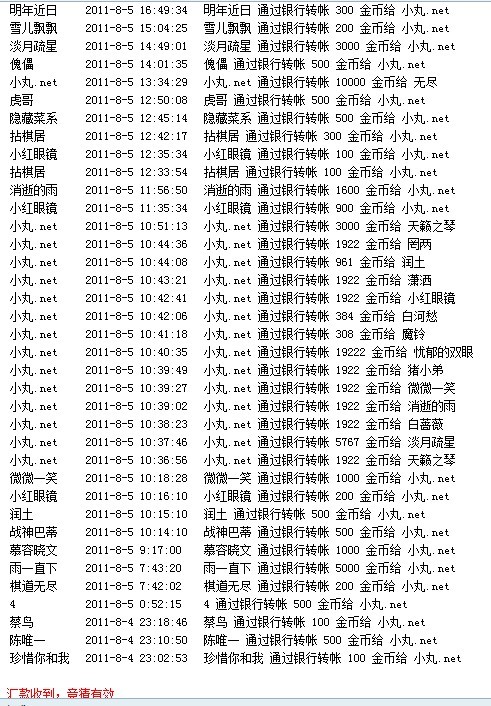 明年近日 2011-8-5 16:49:34 明年近日 通过银行转帐 300 金币给 小丸.net
雪儿飘飘 2011-8-5 15:04:25 雪儿飘飘 通过银行转帐 200 金币给 小丸.net
淡月疏星 2011-8-5 14:49:01 淡月疏星 通过银行转帐 3000 金币给 小丸.net
傀儡 2011-8-5 14:01:35 傀儡 通过银行转帐 500 金币给 小丸.net
小丸.net 2011-8-5 13:34:29 小丸.net 通过银行转帐 10000 金币给 无尽
虎哥 2011-8-5 12:50:08 虎哥 通过银行转帐 500 金币给 小丸.net
隐藏菜系 2011-8-5 12:45:14 隐藏菜系 通过银行转帐 500 金币给 小丸.net
拈棋居 2011-8-5 12:42:17 拈棋居 通过银行转帐 300 金币给 小丸.net
小红眼镜 2011-8-5 12:35:34 小红眼镜 通过银行转帐 100 金币给 小丸.net
拈棋居 2011-8-5 12:33:54 拈棋居 通过银行转帐 100 金币给 小丸.net
消逝的雨 2011-8-5 11:56:50 消逝的雨 通过银行转帐 1600 金币给 小丸.net
小红眼镜 2011-8-5 11:35:34 小红眼镜 通过银行转帐 900 金币给 小丸.net
小丸.net 2011-8-5 10:51:13 小丸.net 通过银行转帐 3000 金币给 天籁之琴
小丸.net 2011-8-5 10:44:36 小丸.net 通过银行转帐 1922 金币给 罔两
小丸.net 2011-8-5 10:44:08 小丸.net 通过银行转帐 961 金币给 润土
小丸.net 2011-8-5 10:43:21 小丸.net 通过银行转帐 1922 金币给 潇洒
小丸.net 2011-8-5 10:42:41 小丸.net 通过银行转帐 1922 金币给 小红眼镜
小丸.net 2011-8-5 10:42:06 小丸.net 通过银行转帐 384 金币给 白河愁
小丸.net 2011-8-5 10:41:18 小丸.net 通过银行转帐 308 金币给 魔铃
小丸.net 2011-8-5 10:40:35 小丸.net 通过银行转帐 19222 金币给 忧郁的双眼
小丸.net 2011-8-5 10:39:49 小丸.net 通过银行转帐 1922 金币给 猪小弟
小丸.net 2011-8-5 10:39:27 小丸.net 通过银行转帐 1922 金币给 微微一笑
小丸.net 2011-8-5 10:39:02 小丸.net 通过银行转帐 1922 金币给 消逝的雨
小丸.net 2011-8-5 10:38:23 小丸.net 通过银行转帐 1922 金币给 白蔷薇
小丸.net 2011-8-5 10:37:46 小丸.net 通过银行转帐 5767 金币给 淡月疏星
小丸.net 2011-8-5 10:36:56 小丸.net 通过银行转帐 1922 金币给 天籁之琴
微微一笑 2011-8-5 10:18:28 微微一笑 通过银行转帐 1000 金币给 小丸.net
小红眼镜 2011-8-5 10:16:10 小红眼镜 通过银行转帐 200 金币给 小丸.net
润土 2011-8-5 10:15:10 润土 通过银行转帐 500 金币给 小丸.net
战神巴蒂 2011-8-5 10:14:10 战神巴蒂 通过银行转帐 500 金币给 小丸.net
慕容晓文 2011-8-5 9:17:00 慕容晓文 通过银行转帐 1000 金币给 小丸.net
雨一直下 2011-8-5 7:43:20 雨一直下 通过银行转帐 5000 金币给 小丸.net
棋道无尽 2011-8-5 7:42:02 棋道无尽 通过银行转帐 200 金币给 小丸.net
4 2011-8-5 0:52:15 4 通过银行转帐 500 金币给 小丸.net
蔡鸟 2011-8-4 23:18:46 蔡鸟 通过银行转帐 100 金币给 小丸.net
陈唯一 2011-8-4 23:10:50 陈唯一 通过银行转帐 500 金币给 小丸.net
珍惜你和我 2011-8-4 23:02:53 珍惜你和我 通过银行转帐 100 金币给 小丸.net
汇款收到，竞猜有效